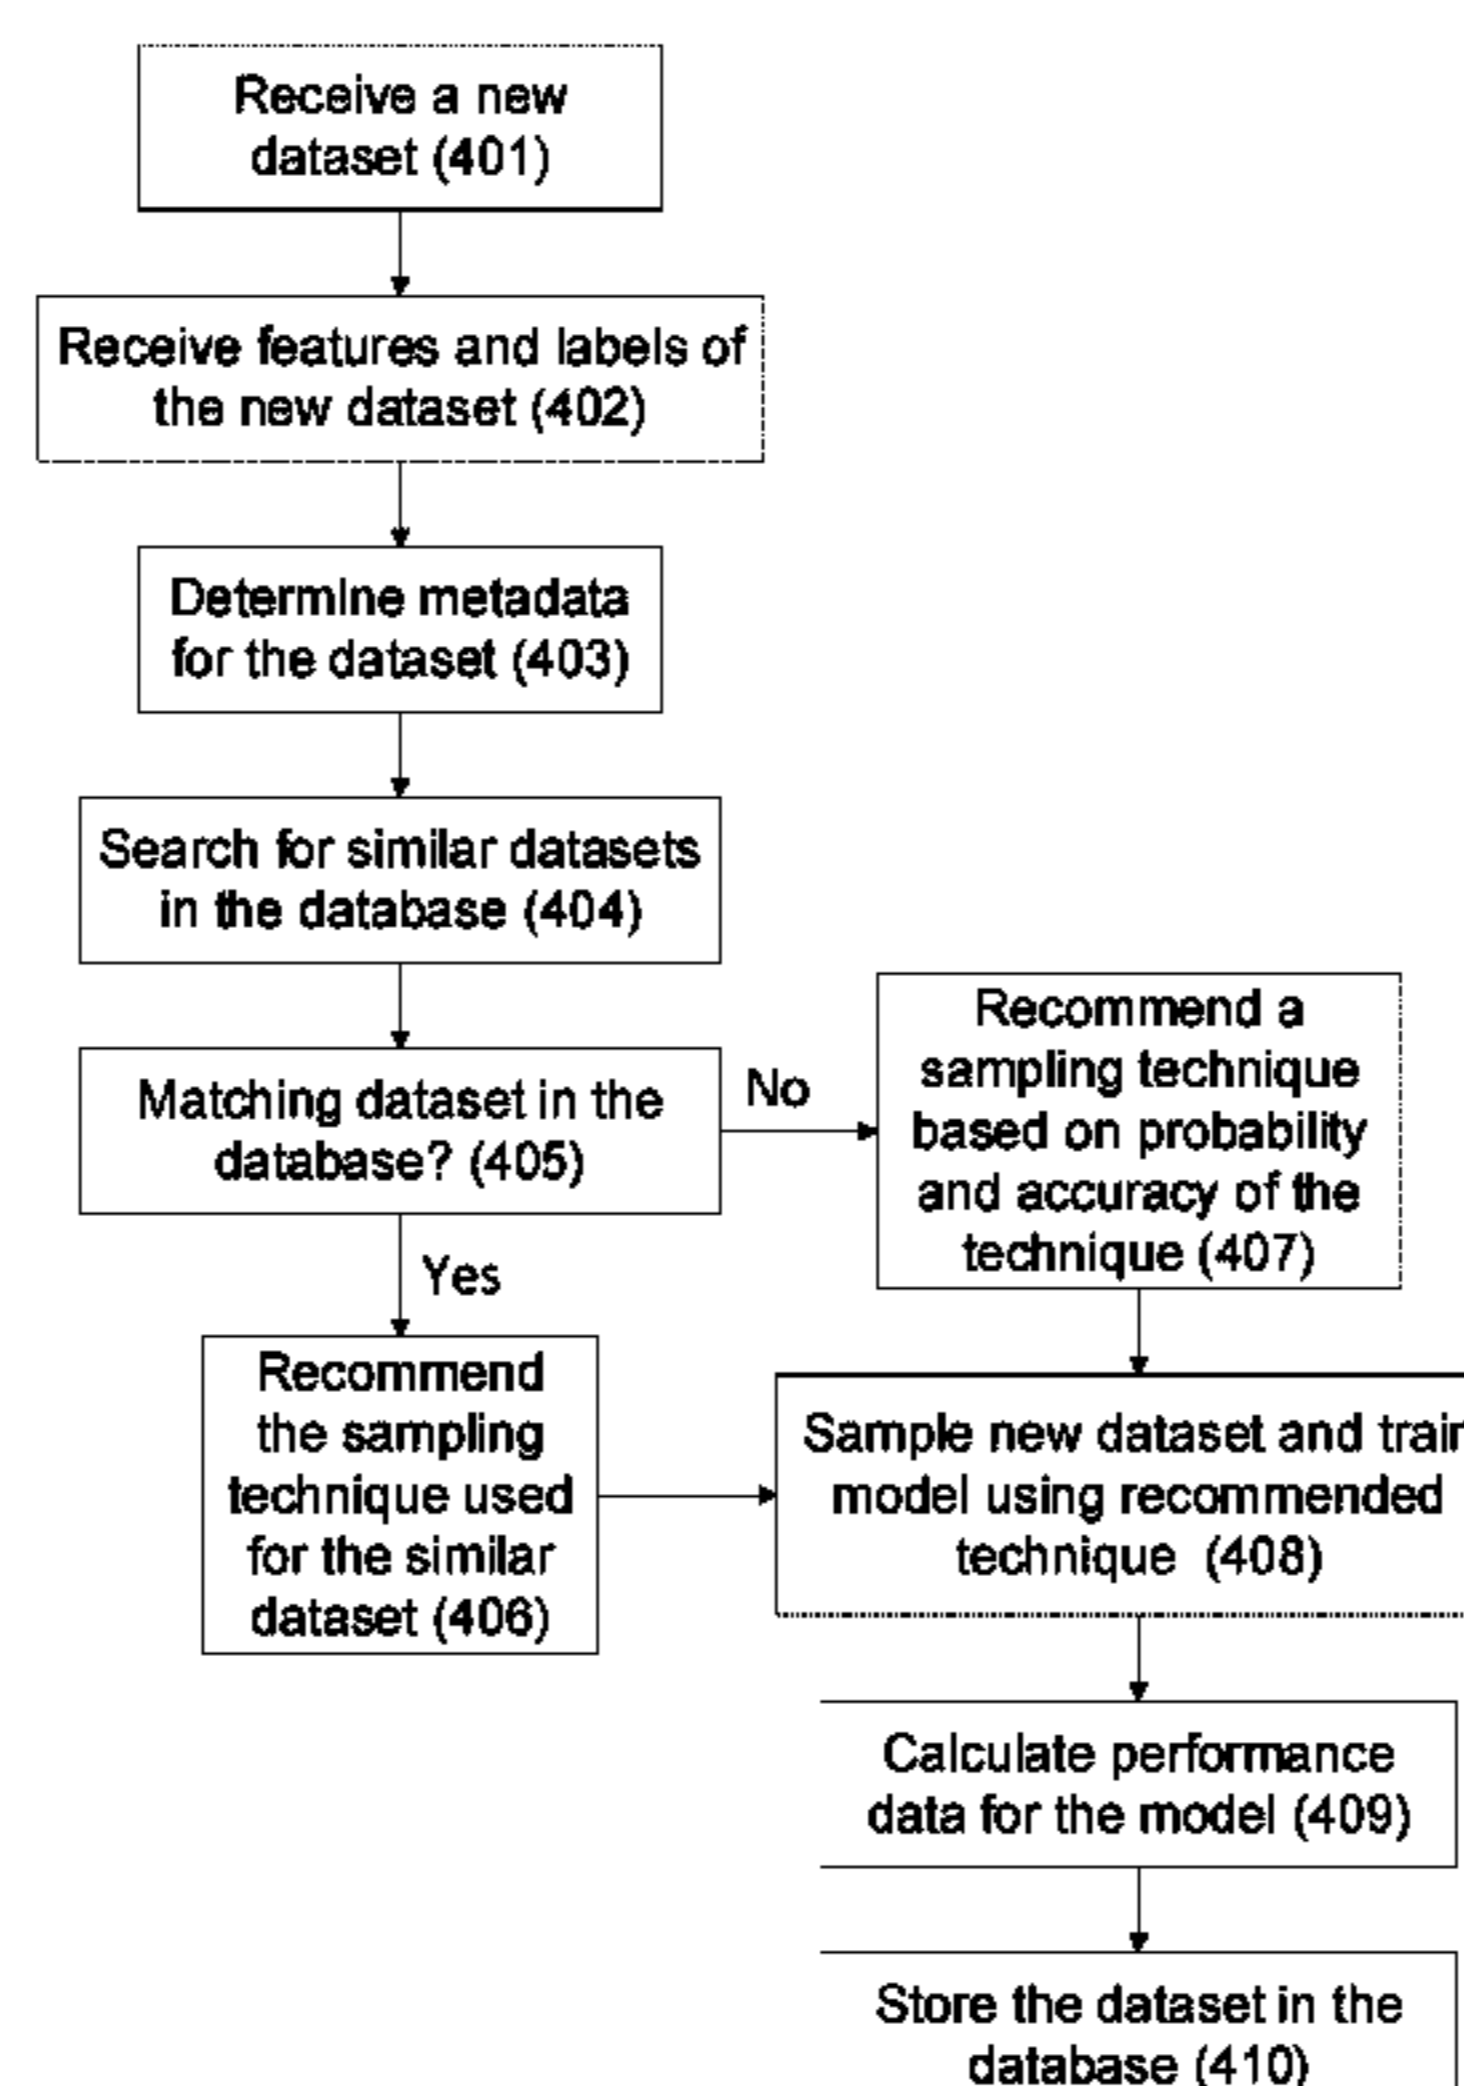 Receive a new
dataset (401)
Receive features and labels of
the new dataset (402)
Determine metadata
for the dataset (403)
Search for similar datasets
in the database (404)
Matching dataset in the
database? (405)
No
Recommend a
sampling technique
based on probability
and accuracy of the
technique (407)
Yes
Recommend
the sampling
technique used
for the similar
dataset (406)
Sample new dataset and train
model using recommended
technique (408)
Calculate performance
data for the model (409)
Store the dataset in the
database (410)